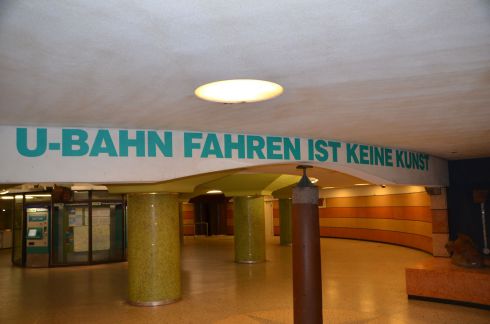 U-BAHN FAHREN IST KEINE KUNST